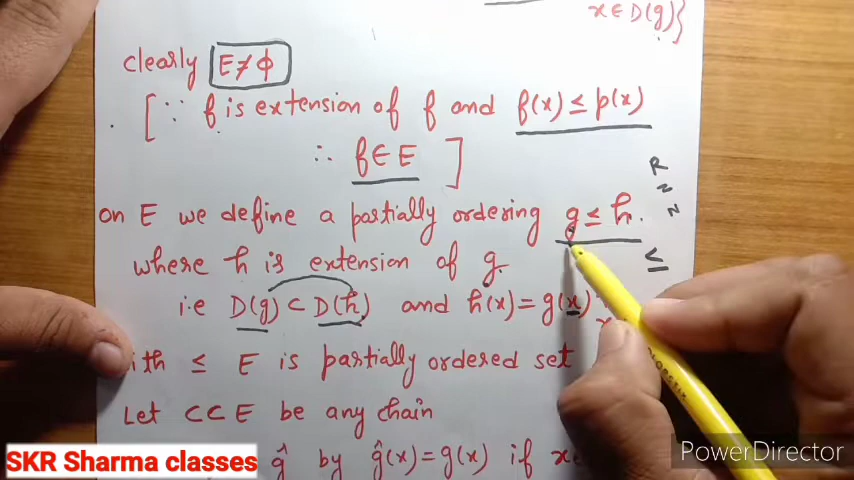 x ∈ D(g)}
clearly E ≠ ϕ
[ ∵ f is extension of f and f(x) ≤ p(x)
∴ f ∈ E ]
on E we define a partially ordering g ≤ h.
where h is extension of g
i.e D(g) ⊂ D(h) and h(x) = g(x)
R
≤
ith ≤ E is partially ordered set
Let C ⊂ E be any chain
ĝ by ĝ(x) = g(x) if
SKR Sharma classes
PowerDirector